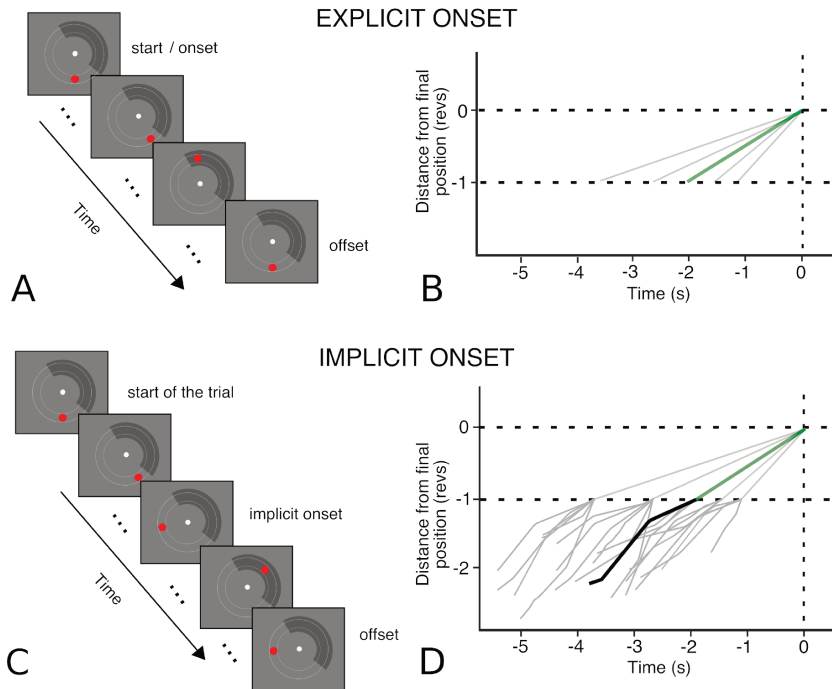 EXPLICIT ONSET
start / onset
offset
Time
A
Distance from final
position (revs)
0
-1
-5
-4
-3
-2
-1
0
Time (s)
B
IMPLICIT ONSET
start of the trial
implicit onset
offset
Time
C
Distance from final
position (revs)
0
-1
-2
-5
-4
-3
-2
-1
0
Time (s)
D